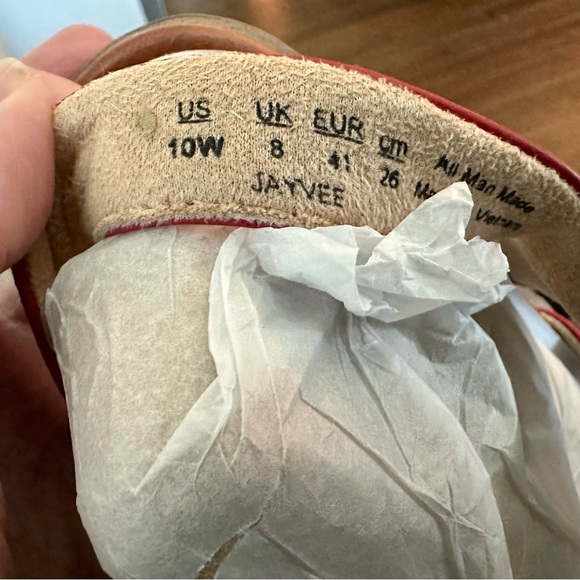 US UK EUR cm
10W 8 41 26
JAYVEE
All Man Made